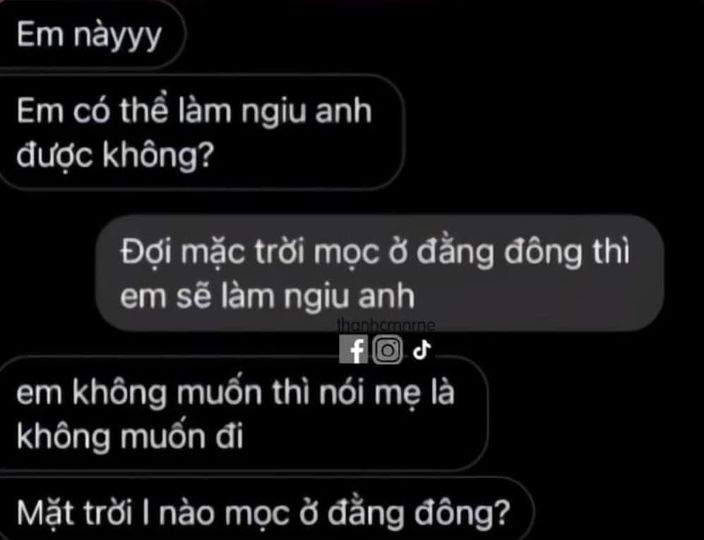 Em nàyyy
Em có thể làm ngiu anh
được không?
Đợi mặc trời mọc ở đằng đông thì
em sẽ làm ngiu anh
thanhcmnrne
em không muốn thì nói mẹ là
không muốn đi
Mặt trời l nào mọc ở đằng đông?